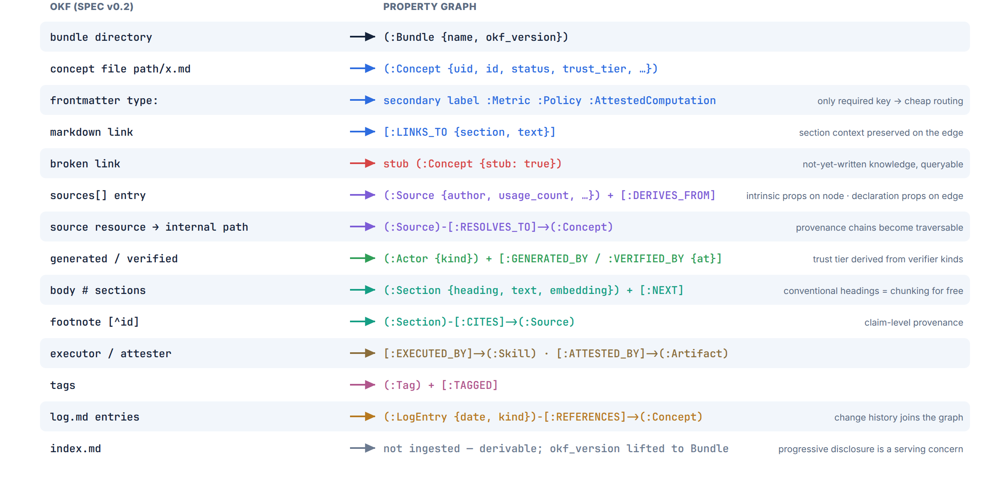 OKF (SPEC v0.2) PROPERTY GRAPH
bundle directory → (:Bundle {name, okf_version})
concept file path/x.md → (:Concept {uid, id, status, trust_tier, …})
frontmatter type: → secondary label :Metric :Policy :AttestedComputation only required key → cheap routing
markdown link → [:LINKS_TO {section, text}] section context preserved on the edge
broken link → stub (:Concept {stub: true}) not-yet-written knowledge, queryable
sources[] entry → (:Source {author, usage_count, …}) + [:DERIVES_FROM] intrinsic props on node · declaration props on edge
source resource → internal path → (:Source)-[:RESOLVES_TO]→(:Concept) provenance chains become traversable
generated / verified → (:Actor {kind}) + [:GENERATED_BY / :VERIFIED_BY {at}] trust tier derived from verifier kinds
body # sections → (:Section {heading, text, embedding}) + [:NEXT] conventional headings = chunking for free
footnote [^id] → (:Section)-[:CITES]→(:Source) claim-level provenance
executor / attester → [:EXECUTED_BY]→(:Skill) · [:ATTESTED_BY]→(:Artifact)
tags → (:Tag) + [:TAGGED]
log.md entries → (:LogEntry {date, kind})-[:REFERENCES]→(:Concept) change history joins the graph
index.md → not ingested — derivable; okf_version lifted to Bundle progressive disclosure is a serving concern